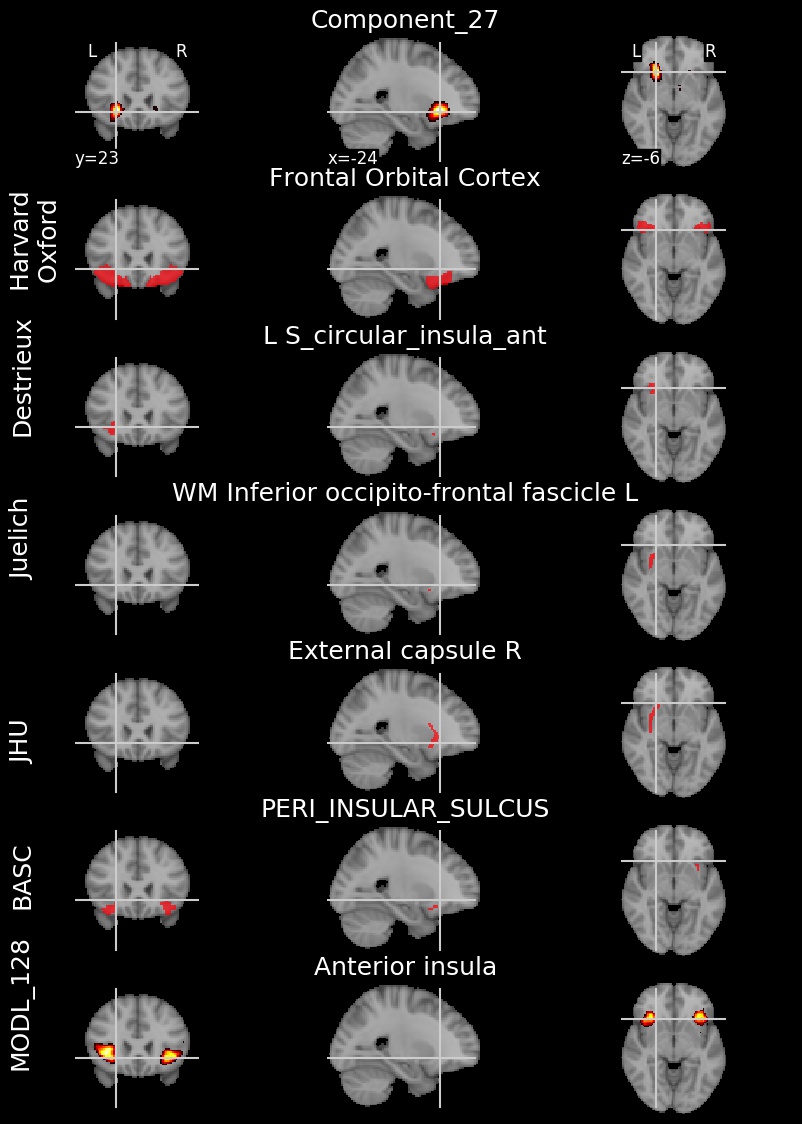 Component_27
L R L R
y=23 x=-24 z=-6
Frontal Orbital Cortex
Harvard
Oxford
L S_circular_insula_ant
Destrieux
WM Inferior occipito-frontal fascicle L
Juelich
External capsule R
JHU
PERI_INSULAR_SULCUS
BASC
Anterior insula
MODL_128